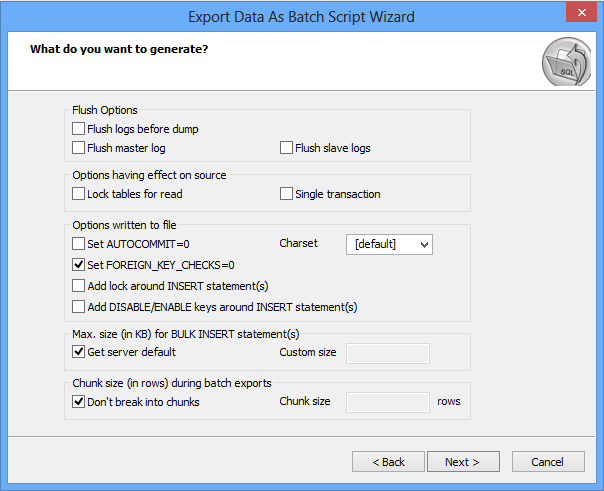 Export Data As Batch Script Wizard
What do you want to generate?
SQL
Flush Options
Flush logs before dump
Flush master log
Flush slave logs
Options having effect on source
Lock tables for read
Single transaction
Options written to file
Set AUTOCOMMIT=0
Charset
[default]
Set FOREIGN_KEY_CHECKS=0
Add lock around INSERT statement(s)
Add DISABLE/ENABLE keys around INSERT statement(s)
Max. size (in KB) for BULK INSERT statement(s)
Get server default
Custom size
Chunk size (in rows) during batch exports
Don't break into chunks
Chunk size
rows
< Back
Next >
Cancel